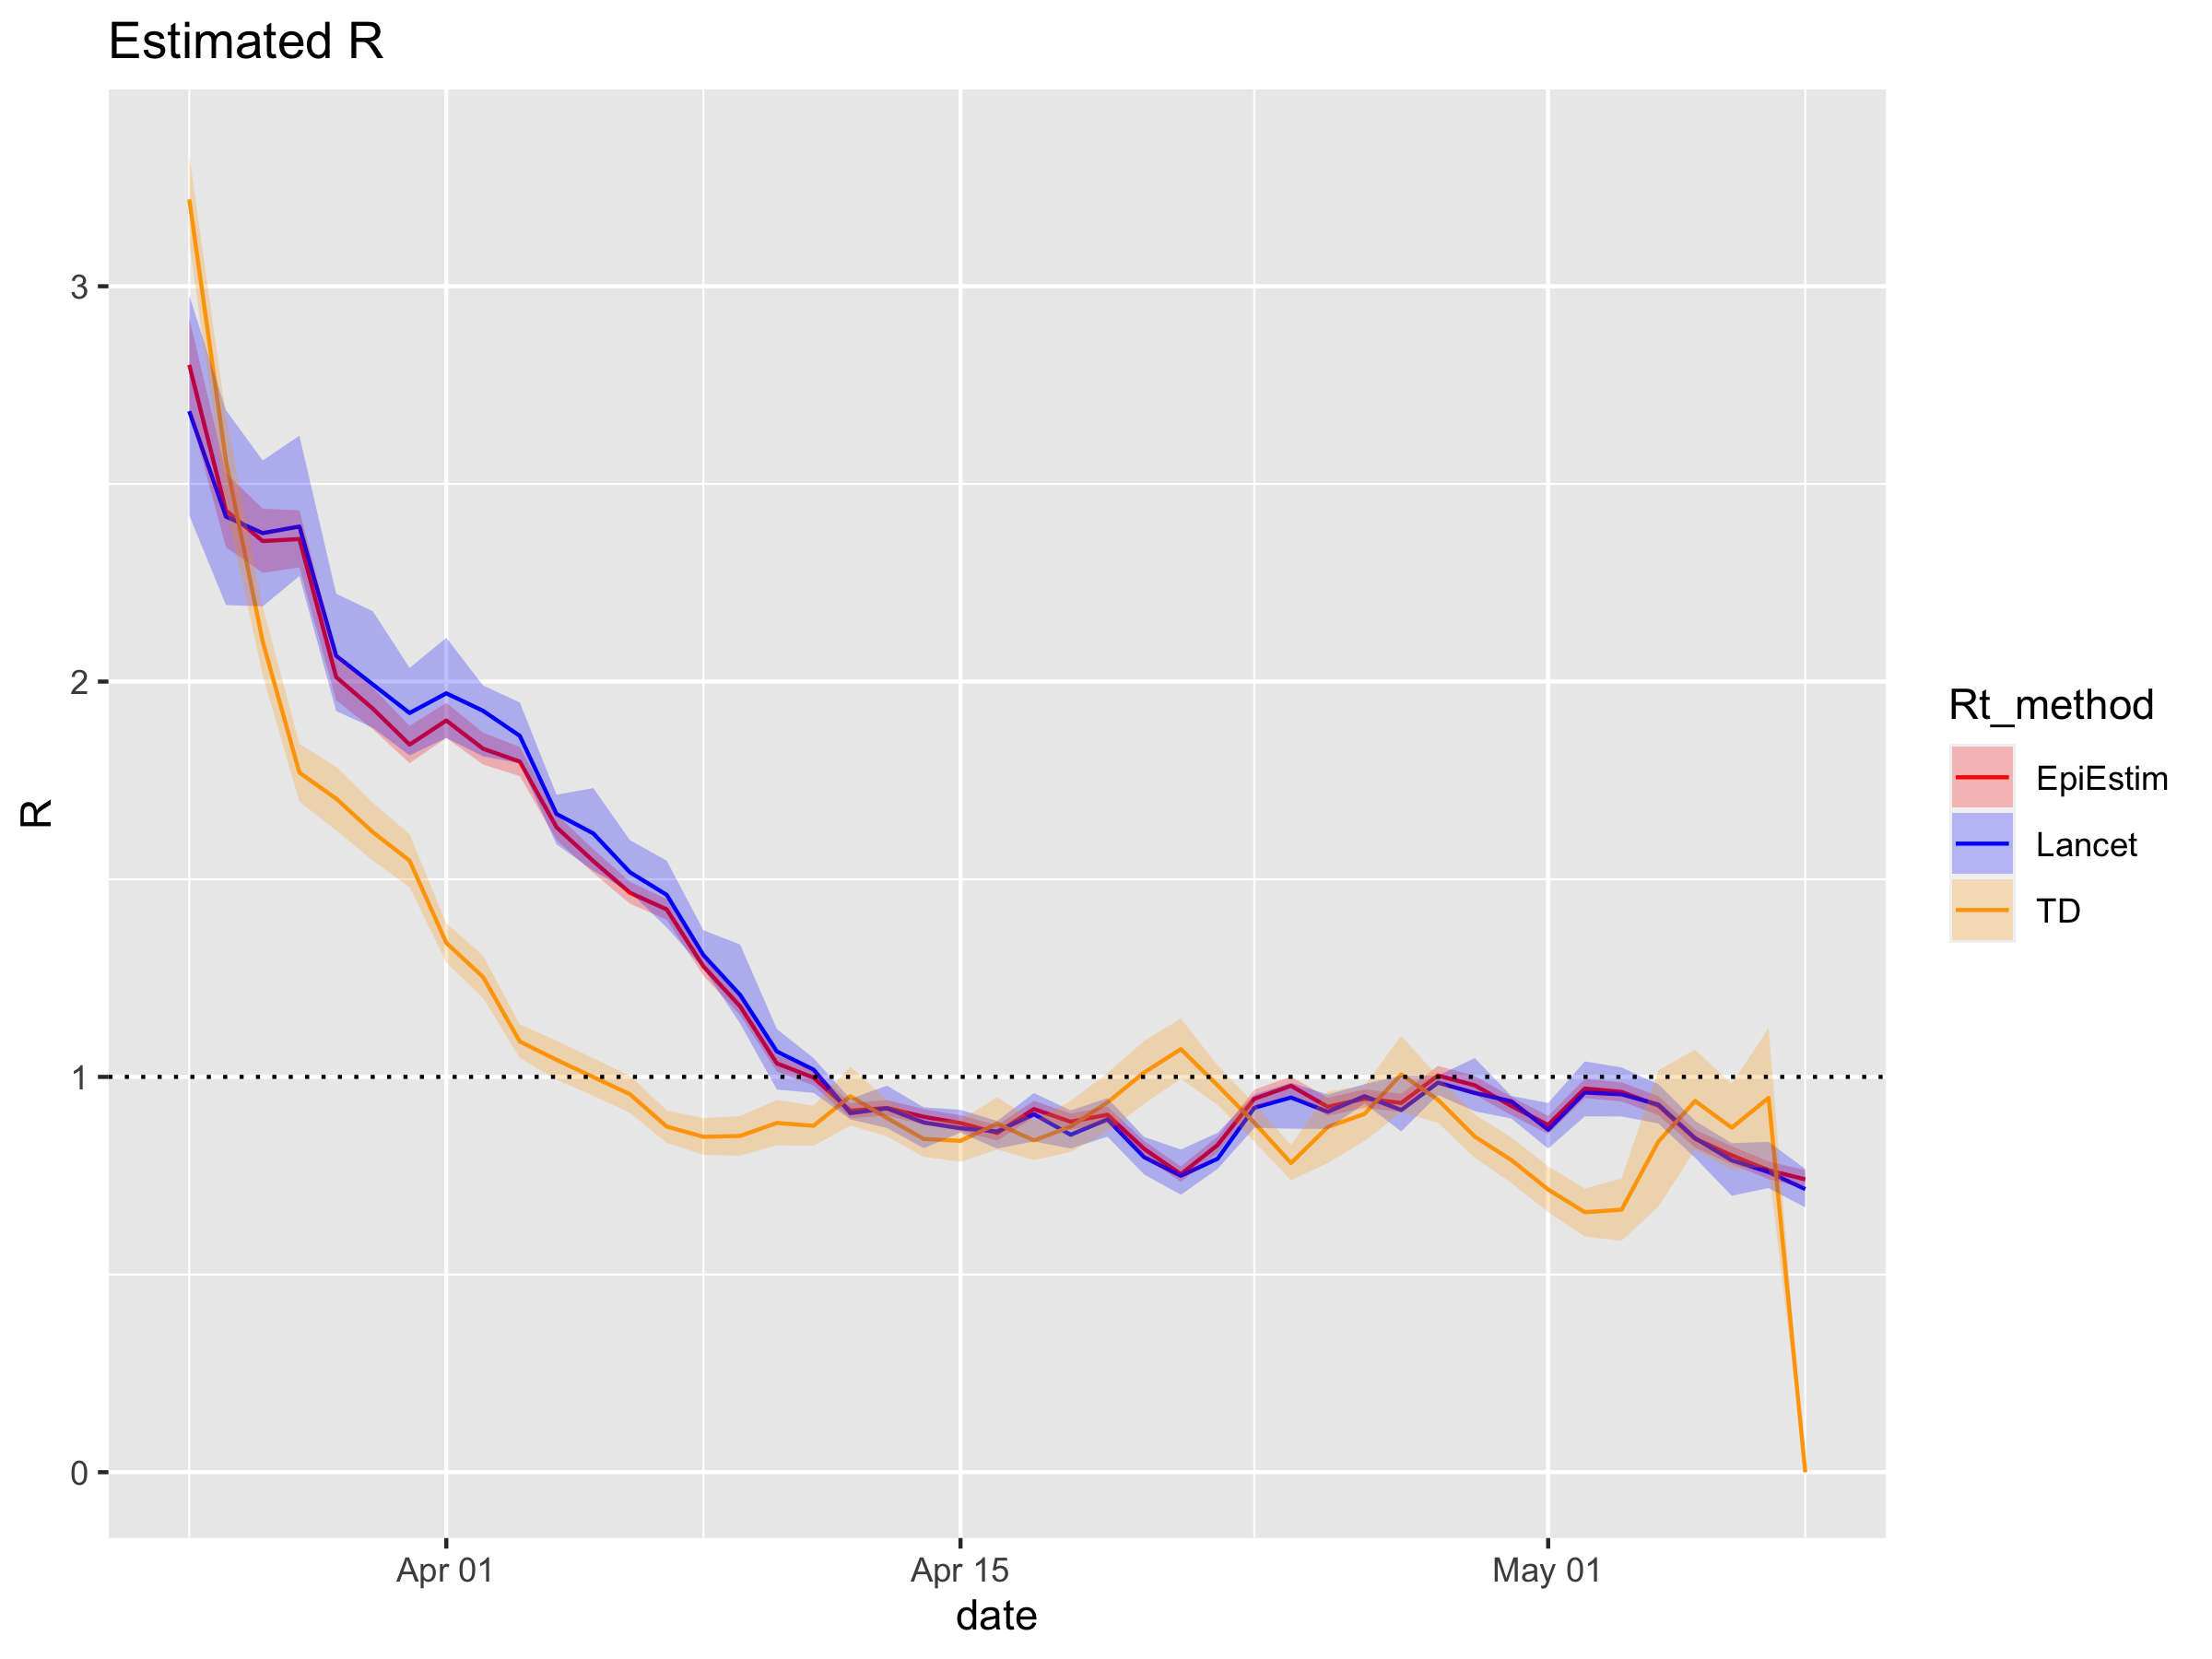 Estimated R
3
2
1
0
R
Apr 01
Apr 15
May 01
date
Rt_method
EpiEstim
Lancet
TD